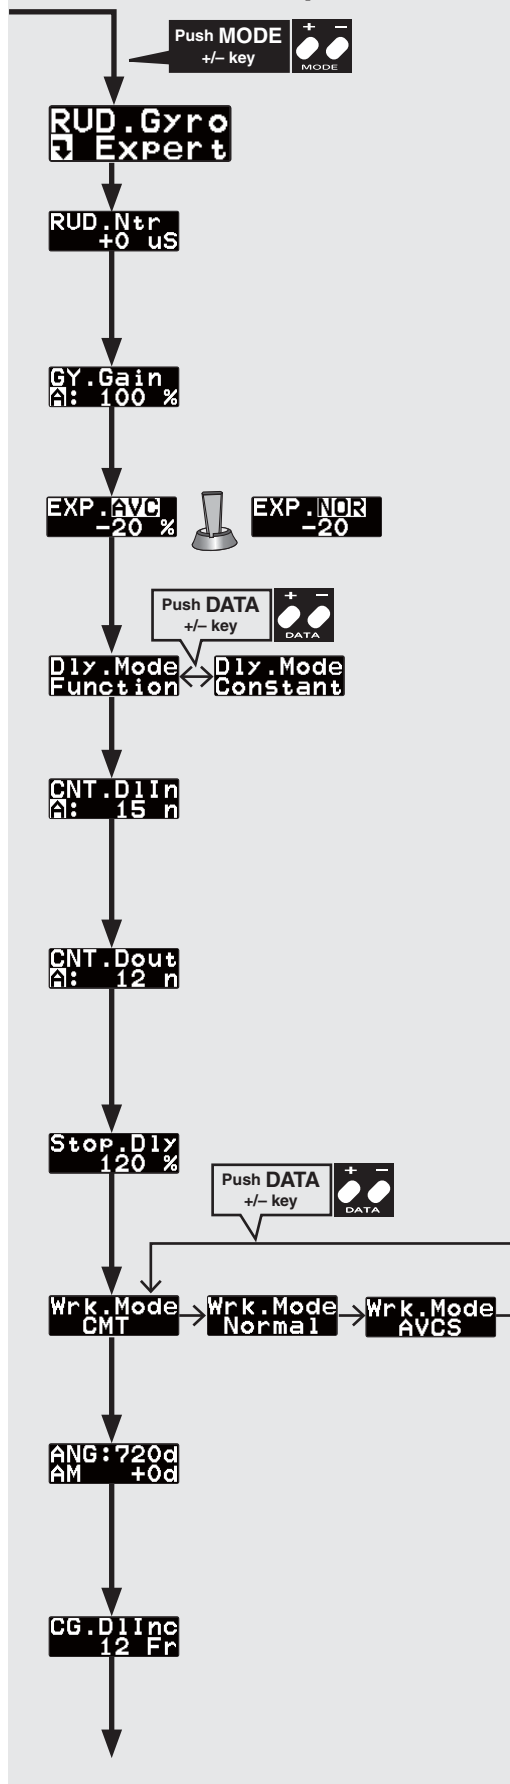 Push MODE
+/– key
+ –
MODE
RUD.Gyro
Expert
RUD.Ntr
+0 uS
GY.Gain
A: 100 %
EXP.AVC
-20 %
EXP.NOR
-20
Push DATA
+/– key
+ –
DATA
Dly.Mode
Function
Dly.Mode
Constant
CNT.DlIn
A: 15 n
CNT.Dout
A: 12 n
Stop.Dly
120 %
Push DATA
+/– key
+ –
DATA
Wrk.Mode
CMT
Wrk.Mode
Normal
Wrk.Mode
AVCS
ANG:720d
AM +0d
CG.DlInc
12 Fr